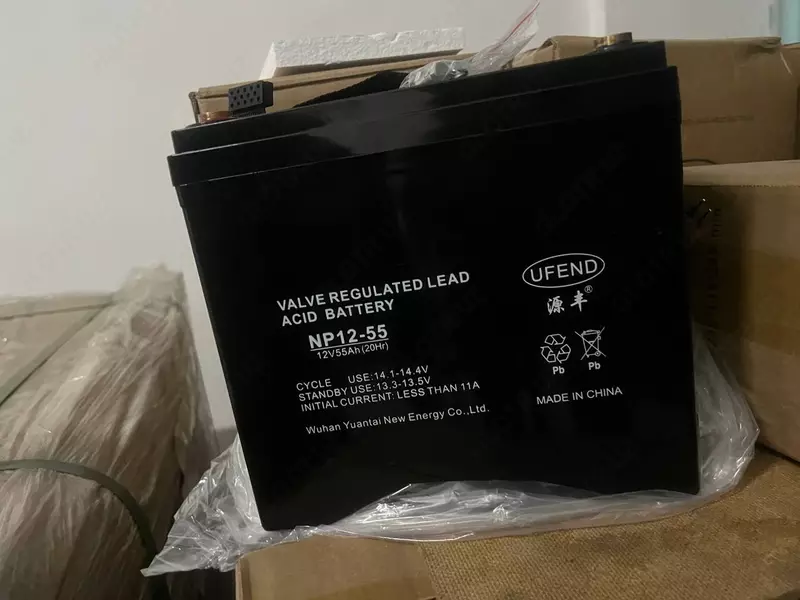 VALVE REGULATED LEAD
ACID BATTERY
NP12-55
12V55Ah(20Hr)
CYCLE USE:14.1-14.4V
STANDBY USE:13.3-13.5V
INITIAL CURRENT: LESS THAN 11A
Wuhan Yuantai New Energy Co.,Ltd.
UFEND
源丰®
Pb Pb
MADE IN CHINA